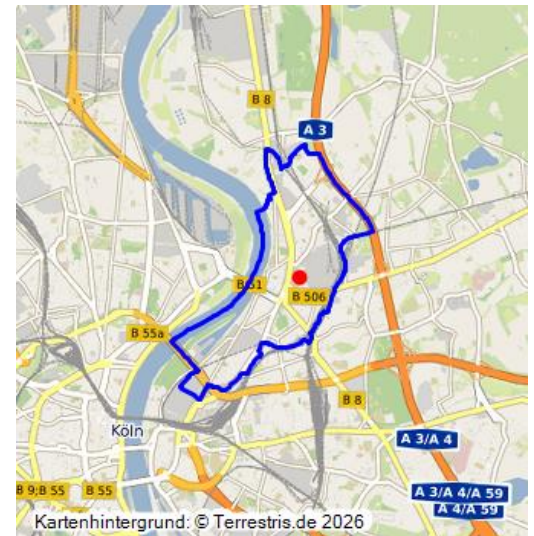 B 8
A 3
B 51
B 506
B 55a
B 8
Köln
A 3/A 4
B 9;B 55
B 55
A 3/A 4/A 59
A 4/A 59
Kartenhintergrund: © Terrestris.de 2026